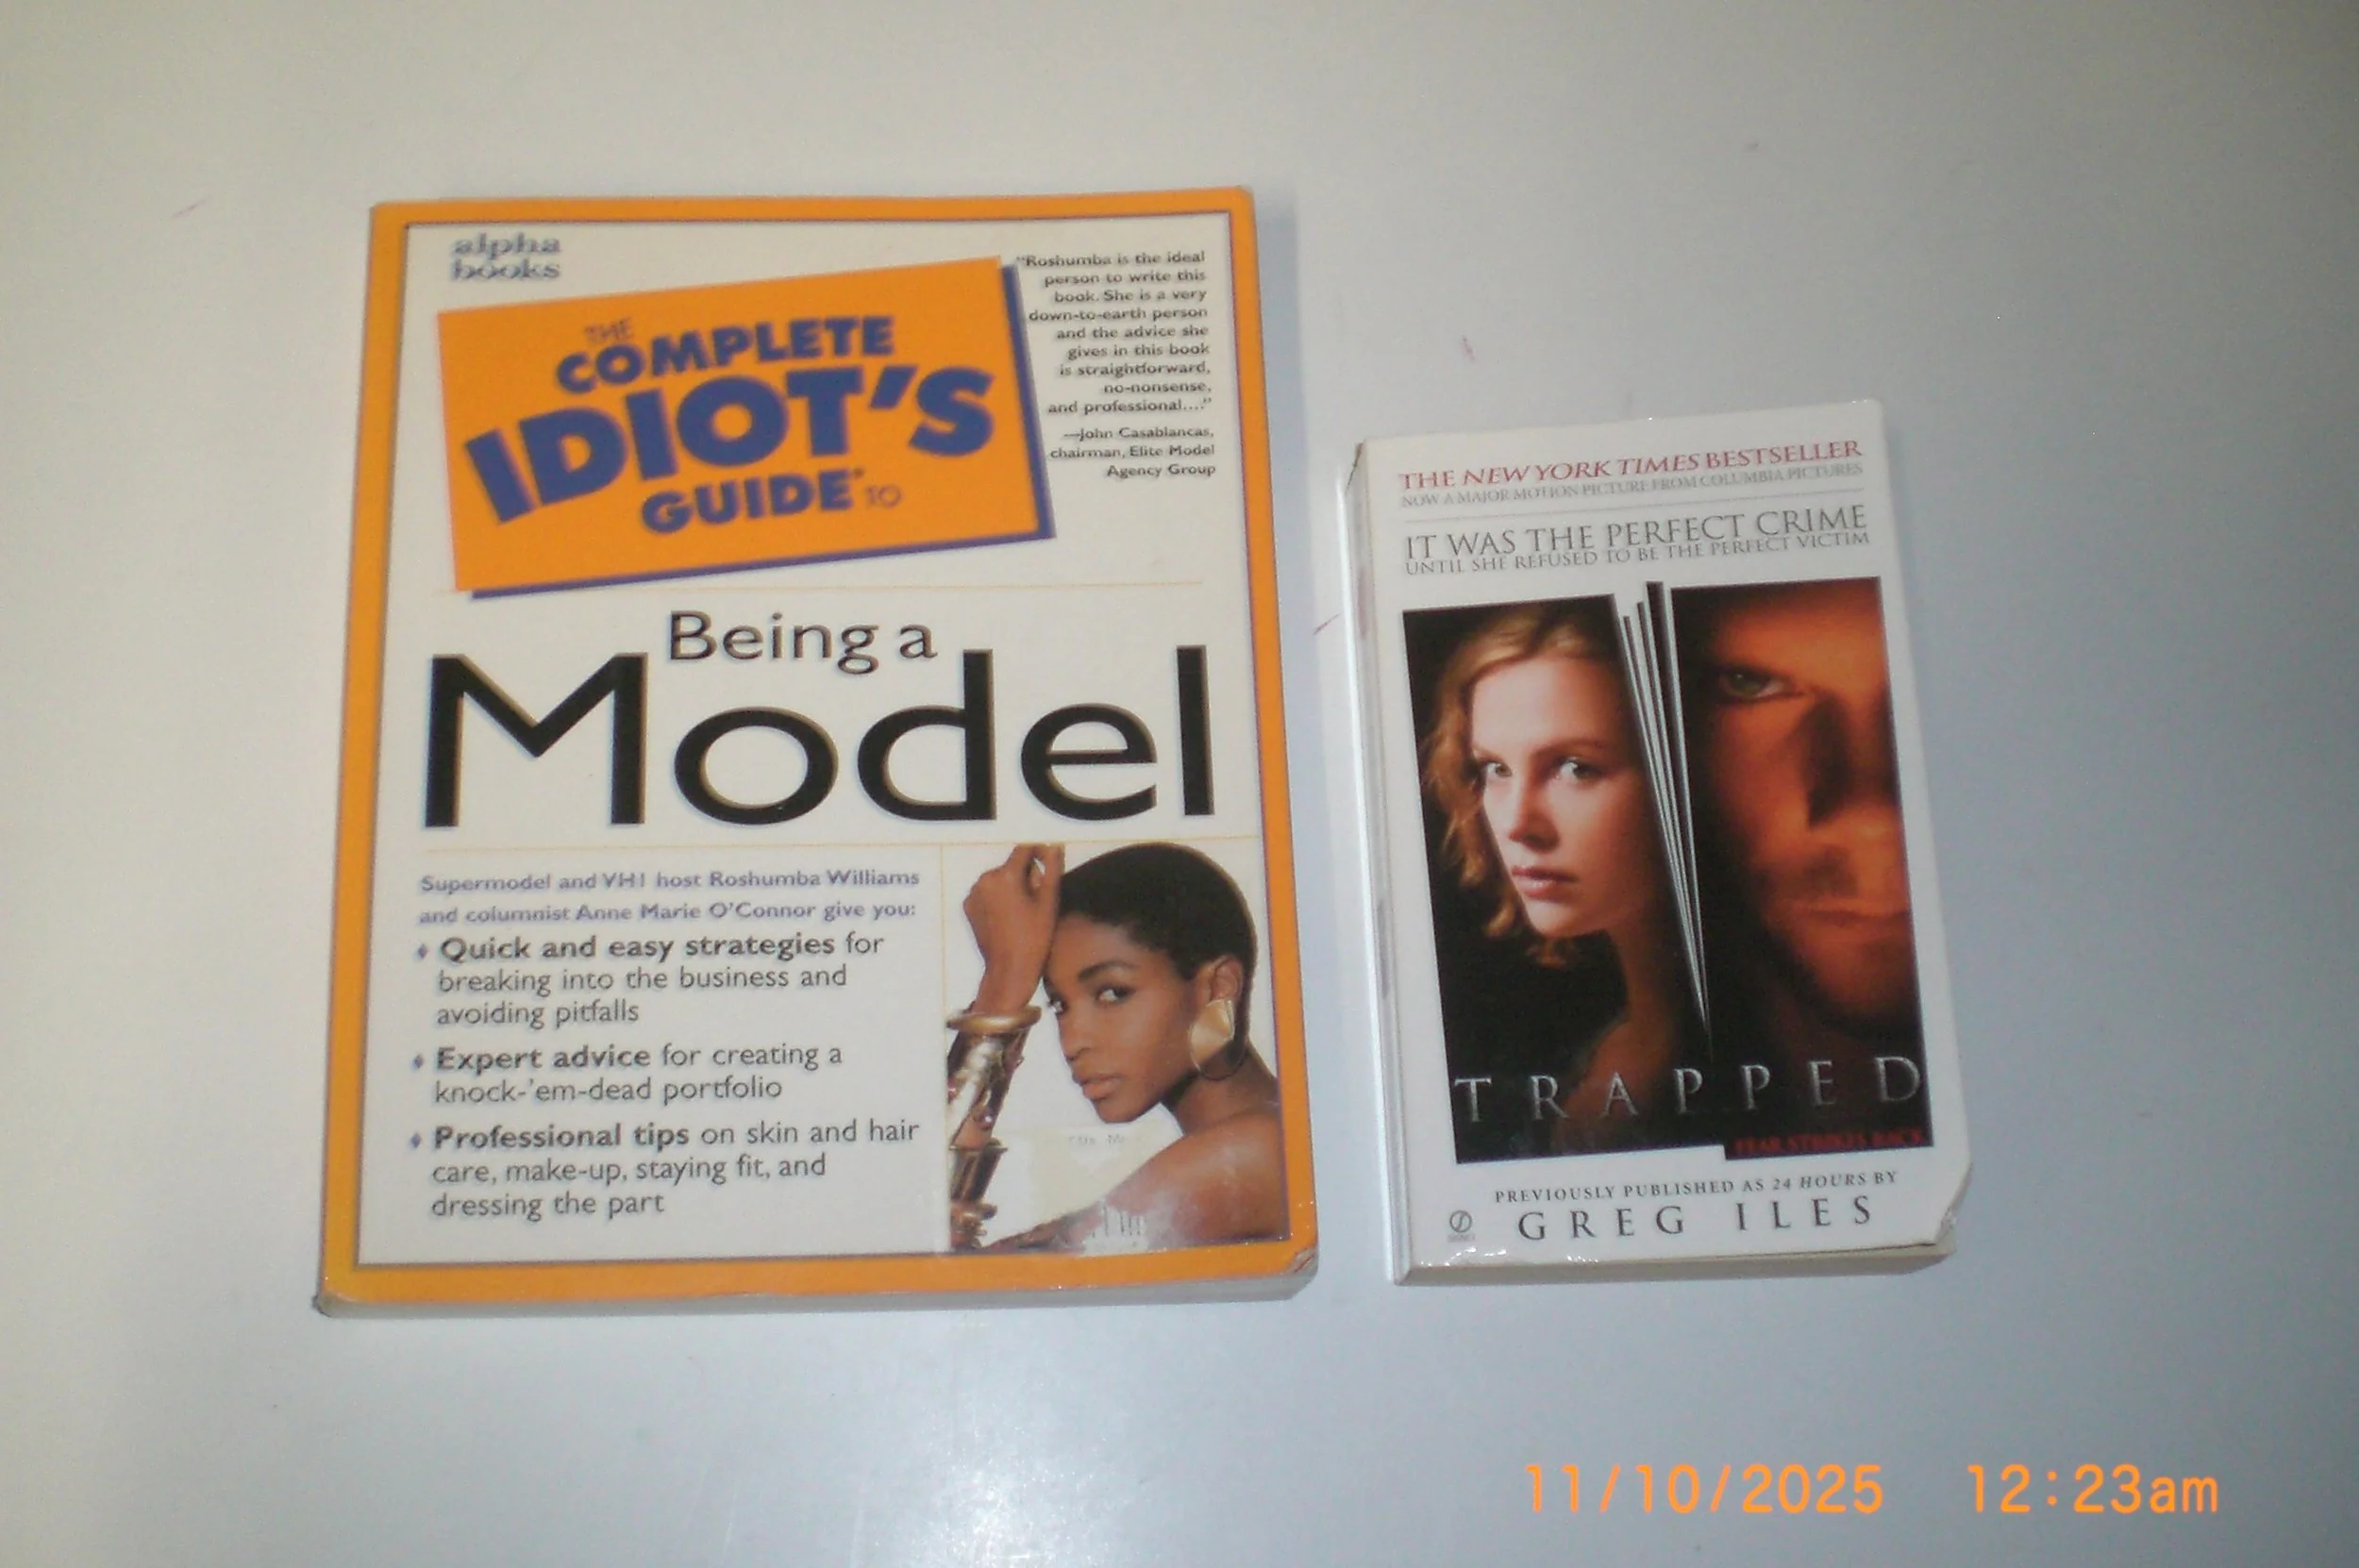 alpha
books
THE
COMPLETE
IDIOT'S
GUIDE® TO
"Roshumba is the ideal
person to write this
book. She is a very
down-to-earth person
and the advice she
gives in this book
is straightforward,
no-nonsense,
and professional...."
—John Casablancas,
chairman, Elite Model
Agency Group
Being a
Model
Supermodel and VH1 host Roshumba Williams
and columnist Anne Marie O'Connor give you:
♦ Quick and easy strategies for
breaking into the business and
avoiding pitfalls
♦ Expert advice for creating a
knock-'em-dead portfolio
♦ Professional tips on skin and hair
care, make-up, staying fit, and
dressing the part
THE NEW YORK TIMES BESTSELLER
NOW A MAJOR MOTION PICTURE FROM COLUMBIA PICTURES
IT WAS THE PERFECT CRIME
UNTIL SHE REFUSED TO BE THE PERFECT VICTIM
TRAPPED
FEAR STRIKES BACK
PREVIOUSLY PUBLISHED AS 24 HOURS BY
GREG ILES
SIGNET
11/10/2025 12:23am